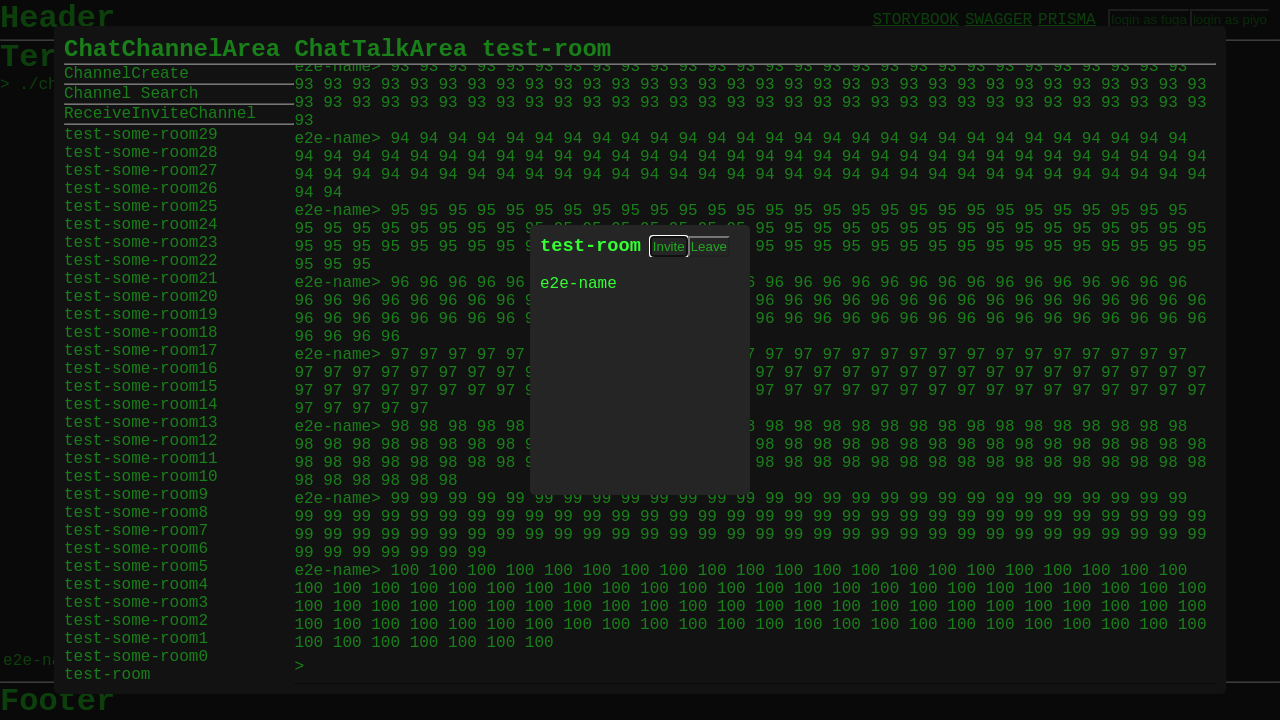 Header
STORYBOOK SWAGGER PRISMA login as fuga login as piyo
ChatChannelArea
ChannelCreate
Channel Search
ReceiveInviteChannel
test-some-room29
test-some-room28
test-some-room27
test-some-room26
test-some-room25
test-some-room24
test-some-room23
test-some-room22
test-some-room21
test-some-room20
test-some-room19
test-some-room18
test-some-room17
test-some-room16
test-some-room15
test-some-room14
test-some-room13
test-some-room12
test-some-room11
test-some-room10
test-some-room9
test-some-room8
test-some-room7
test-some-room6
test-some-room5
test-some-room4
test-some-room3
test-some-room2
test-some-room1
test-some-room0
test-room
ChatTalkArea test-room
e2e-name> 93 93 93 93 93 93 93 93 93 93 93 93 93 93 93 93 93 93 93 93 93 93 93 93 93 93 93 93
93 93 93 93 93 93 93 93 93 93 93 93 93 93 93 93 93 93 93 93 93 93 93 93 93 93 93 93 93 93 93 93
93 93 93 93 93 93 93 93 93 93 93 93 93 93 93 93 93 93 93 93 93 93 93 93 93 93 93 93 93 93 93 93
93
e2e-name> 94 94 94 94 94 94 94 94 94 94 94 94 94 94 94 94 94 94 94 94 94 94 94 94 94 94 94 94
94 94 94 94 94 94 94 94 94 94 94 94 94 94 94 94 94 94 94 94 94 94 94 94 94 94 94 94 94 94 94 94
94 94 94 94 94 94 94 94 94 94 94 94 94 94 94 94 94 94 94 94 94 94 94 94 94 94 94 94 94 94 94 94
94 94
e2e-name> 95 95 95 95 95 95 95 95 95 95 95 95 95 95 95 95 95 95 95 95 95 95 95 95 95 95 95 95
95 95 95 95 95 95 95 95 95 95 95 95 95 95 95 95 95 95 95 95 95 95 95 95
95 95 95 95 95 95 95 95 95 95 95 95 95 95 95 95 95 95 95 95 95 95 95 95
95 95 95
e2e-name> 96 96 96 96 96 96 96 96 96 96 96 96 96 96 96 96 96 96 96 96
96 96 96 96 96 96 96 96 96 96 96 96 96 96 96 96 96 96 96 96 96 96 96 96
96 96 96 96 96 96 96 96 96 96 96 96 96 96 96 96 96 96 96 96 96 96 96 96
96 96 96 96
e2e-name> 97 97 97 97 97 97 97 97 97 97 97 97 97 97 97 97 97 97 97 97
97 97 97 97 97 97 97 97 97 97 97 97 97 97 97 97 97 97 97 97 97 97 97 97
97 97 97 97 97 97 97 97 97 97 97 97 97 97 97 97 97 97 97 97 97 97 97 97
97 97 97 97 97
e2e-name> 98 98 98 98 98 98 98 98 98 98 98 98 98 98 98 98 98 98 98 98
98 98 98 98 98 98 98 98 98 98 98 98 98 98 98 98 98 98 98 98 98 98 98 98
98 98 98 98 98 98 98 98 98 98 98 98 98 98 98 98 98 98 98 98 98 98 98 98
98 98 98 98 98 98
e2e-name> 99 99 99 99 99 99 99 99 99 99 99 99 99 99 99 99 99 99 99 99 99 99 99 99 99 99 99 99
99 99 99 99 99 99 99 99 99 99 99 99 99 99 99 99 99 99 99 99 99 99 99 99 99 99 99 99 99 99 99 99
99 99 99 99 99 99 99 99 99 99 99 99 99 99 99 99 99 99 99 99 99 99 99 99 99 99 99 99 99 99 99 99
99 99 99 99 99 99 99
e2e-name> 100 100 100 100 100 100 100 100 100 100 100 100 100 100 100 100 100 100 100 100 100
100 100 100 100 100 100 100 100 100 100 100 100 100 100 100 100 100 100 100 100 100 100 100 100
100 100 100 100 100 100 100 100 100 100 100 100 100 100 100 100 100 100 100 100 100 100 100 100
100 100 100 100 100 100 100 100 100 100 100 100 100 100 100 100 100 100 100 100 100 100 100 100
100 100 100 100 100 100 100
>
test-room Invite Leave
e2e-name
Footer